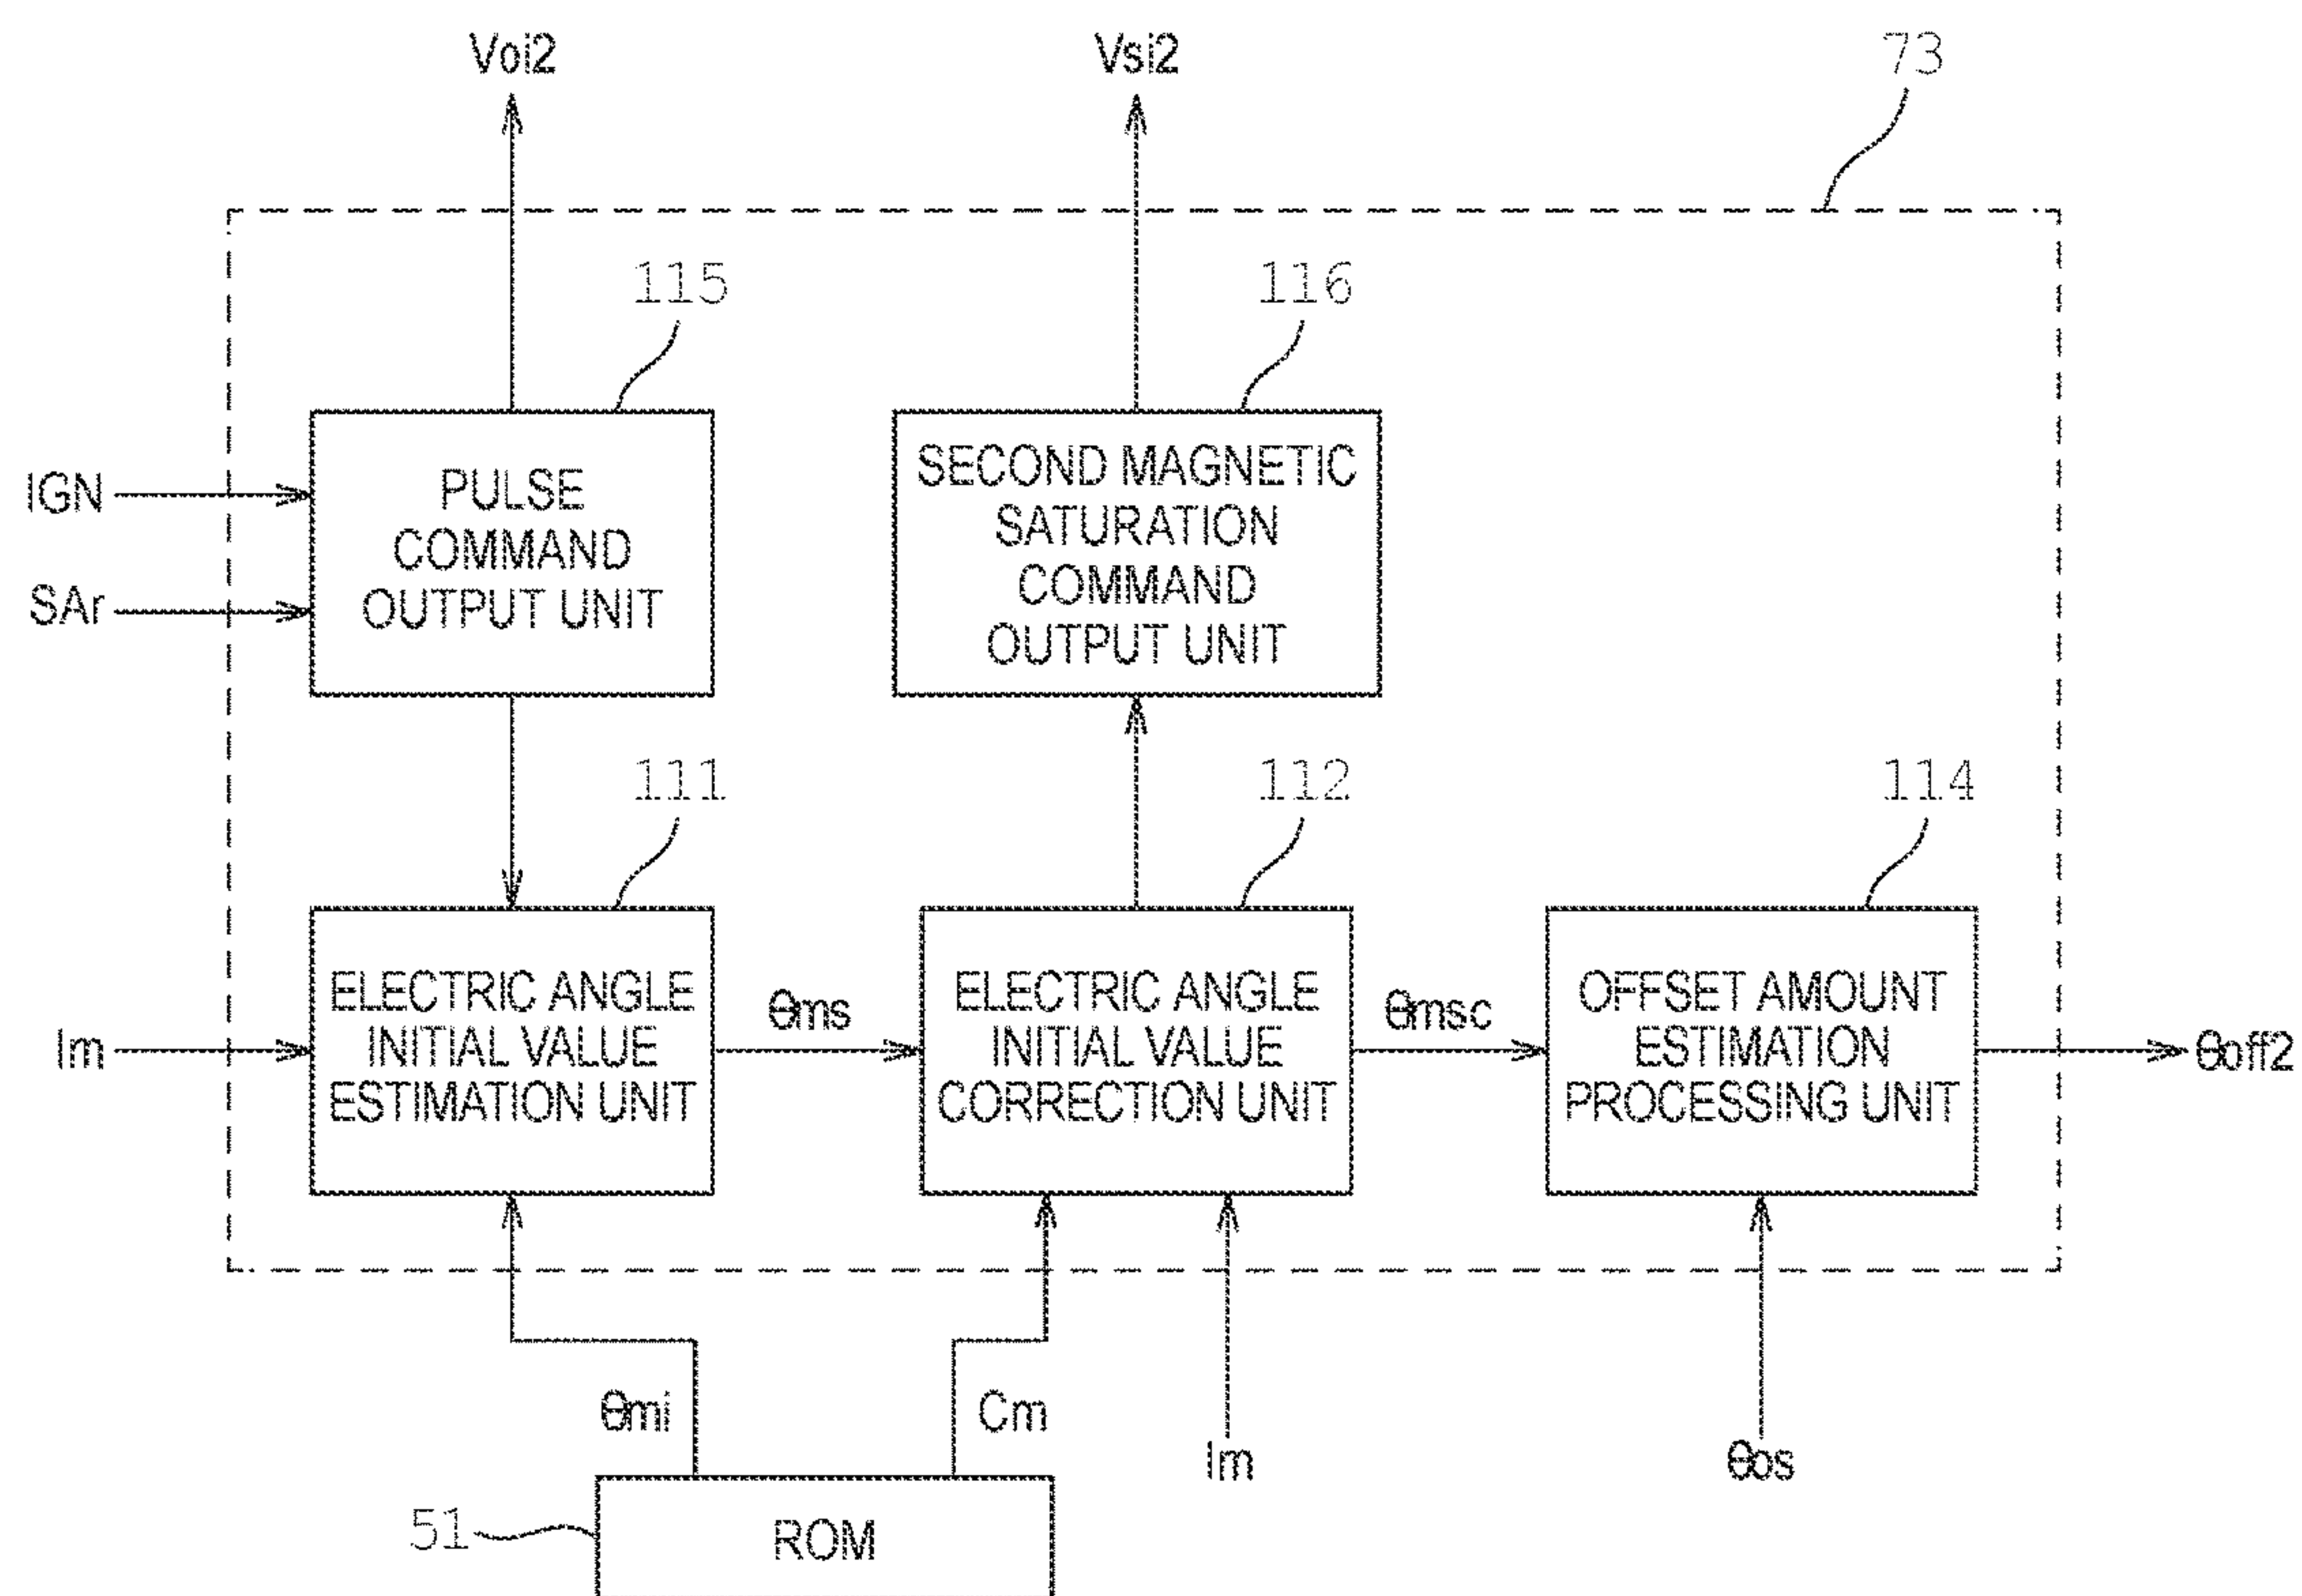 Voi2
Vsi2
73
115
116
IGN
SAr
PULSE
COMMAND
OUTPUT UNIT
SECOND MAGNETIC
SATURATION
COMMAND
OUTPUT UNIT
111
112
114
Im
ELECTRIC ANGLE
INITIAL VALUE
ESTIMATION UNIT
θms
ELECTRIC ANGLE
INITIAL VALUE
CORRECTION UNIT
θmsc
OFFSET AMOUNT
ESTIMATION
PROCESSING UNIT
θoff2
θmi
Cm
Im
θos
51
ROM